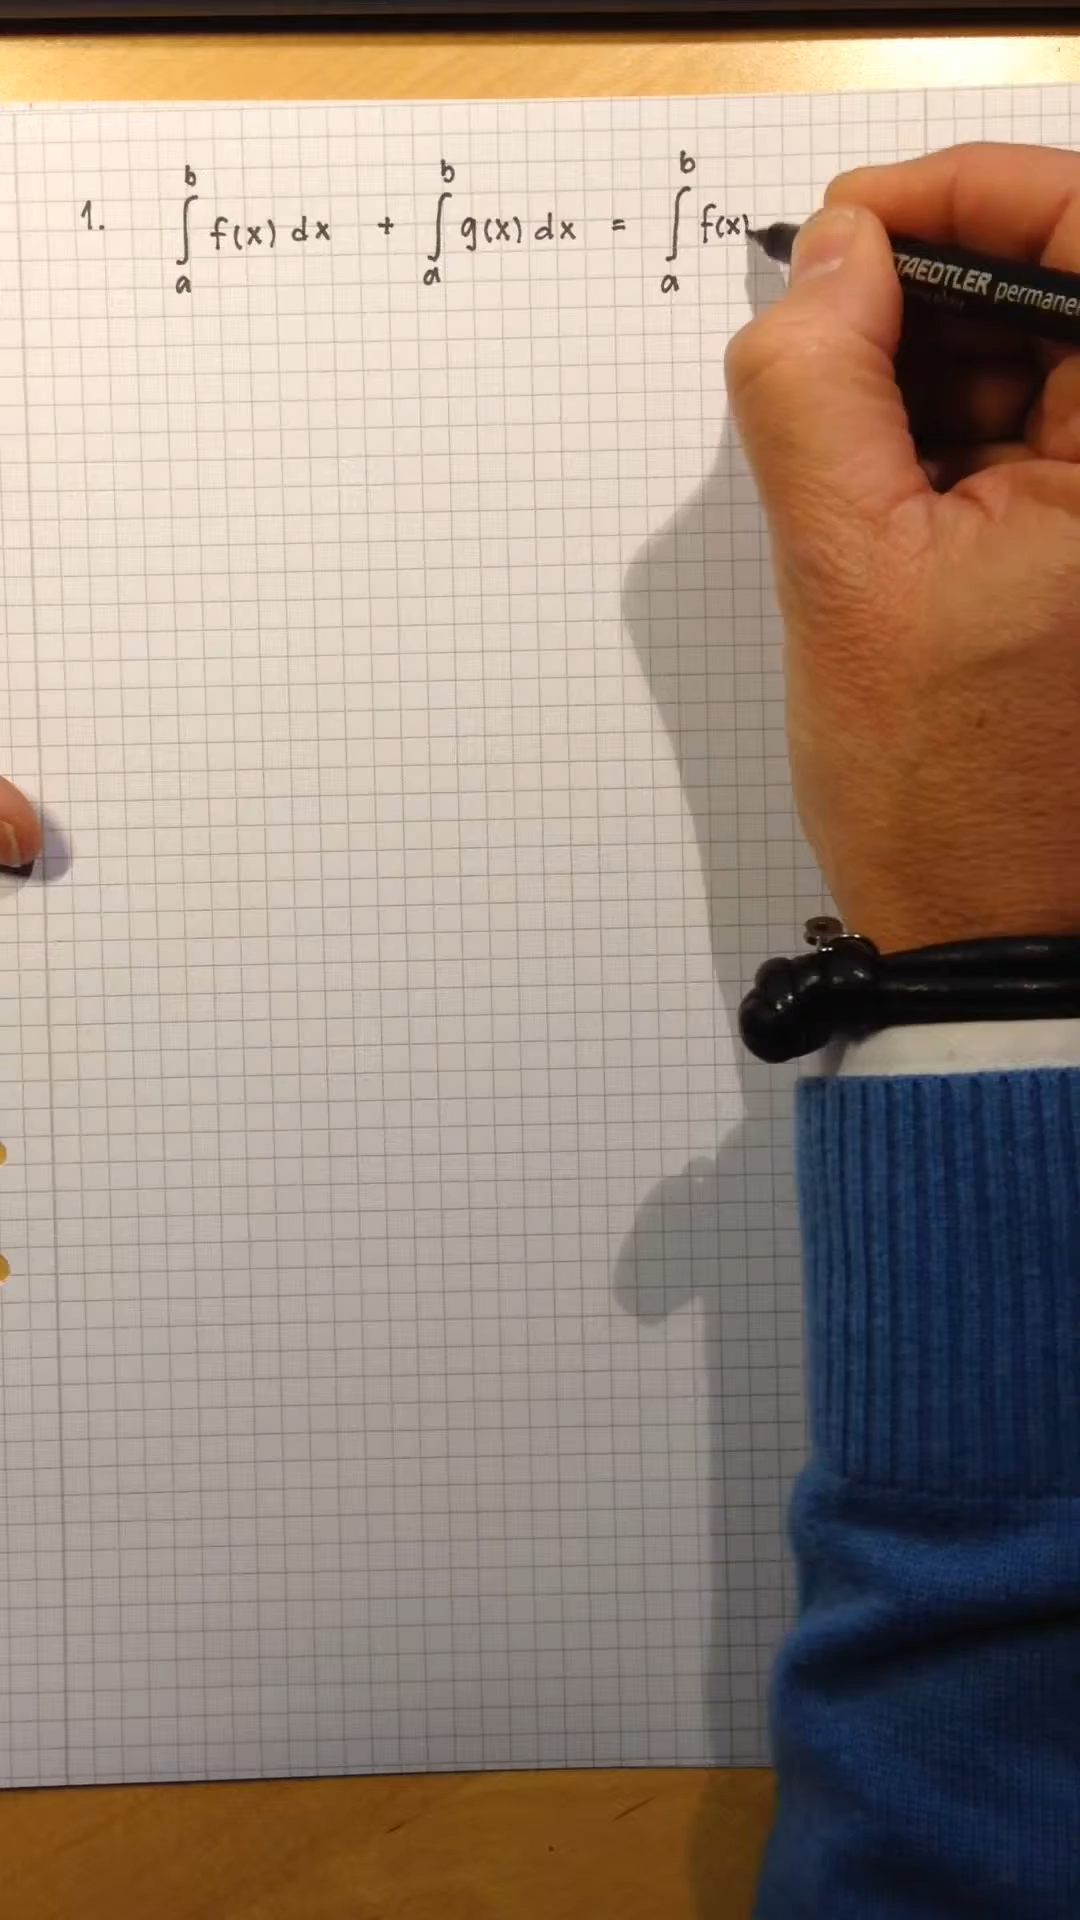 1. ∫_a^b f(x) dx + ∫_a^b g(x) dx = ∫_a^b f(x)
STAEDTLER permanent